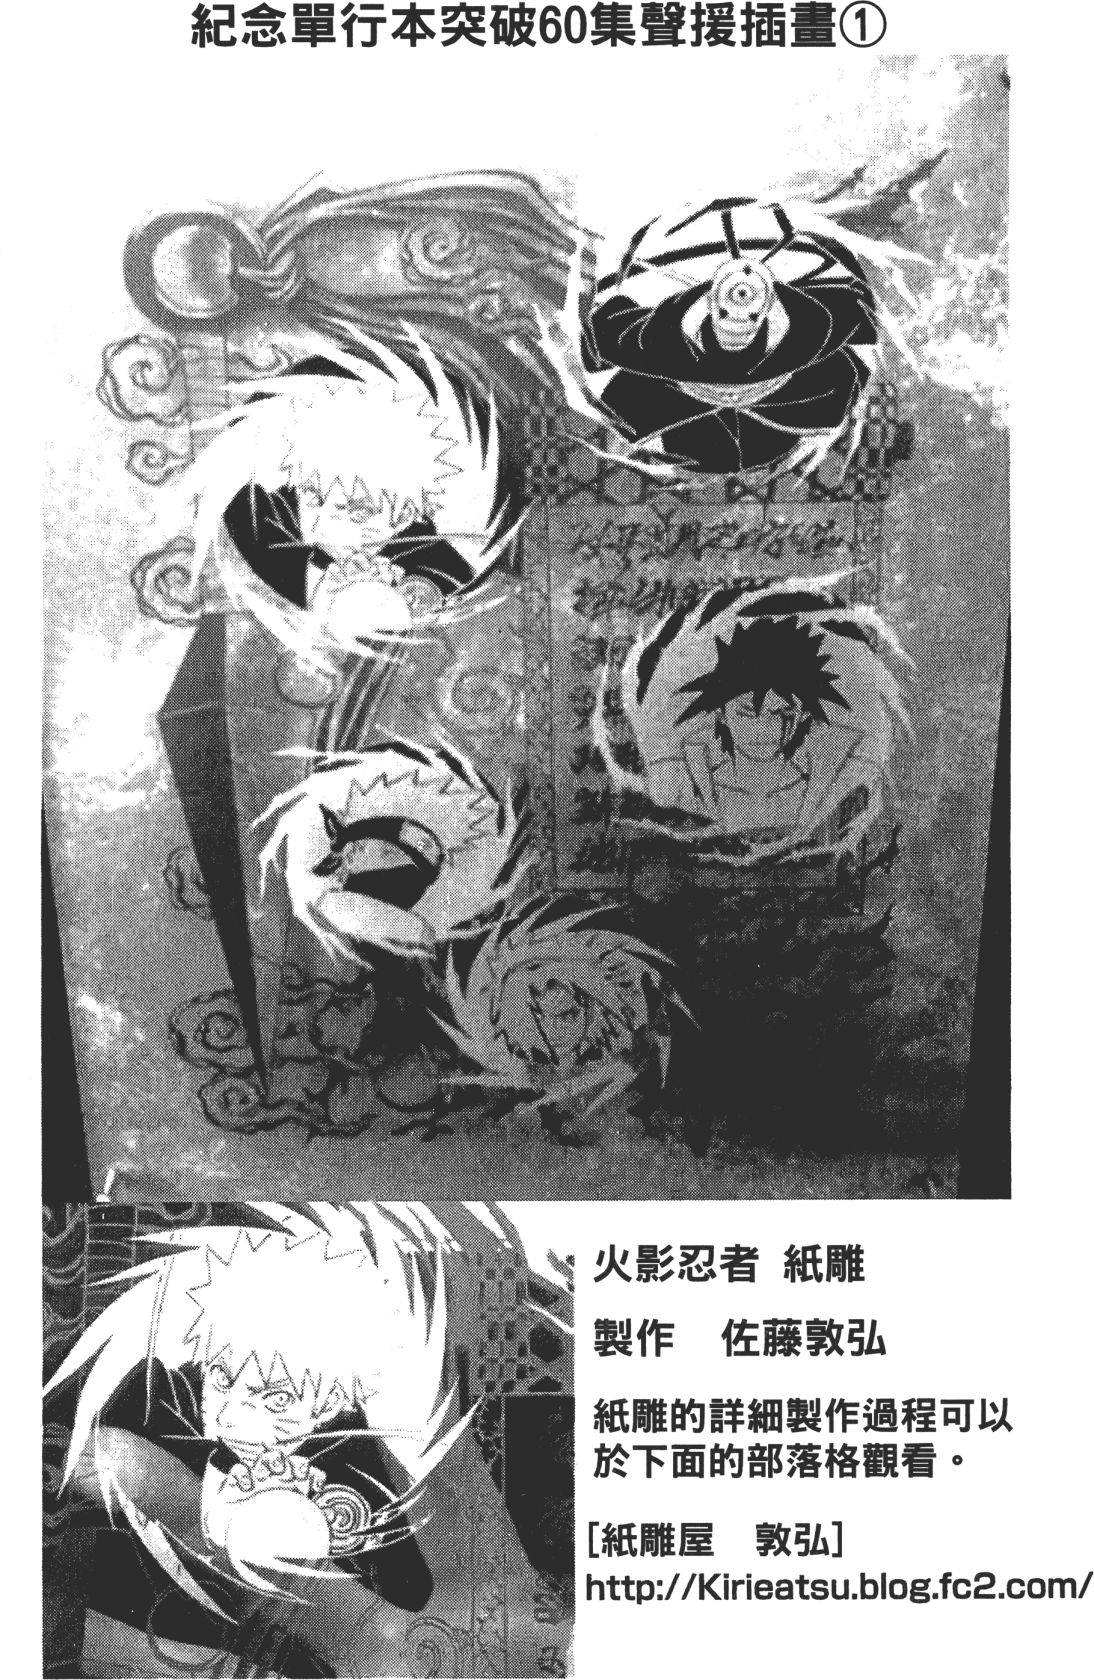 紀念單行本突破60集聲援插畫①
火影忍者 紙雕
製作 佐藤敦弘
紙雕的詳細製作過程可以
於下面的部落格觀看。
[紙雕屋 敦弘]
http://Kirieatsu.blog.fc2.com/